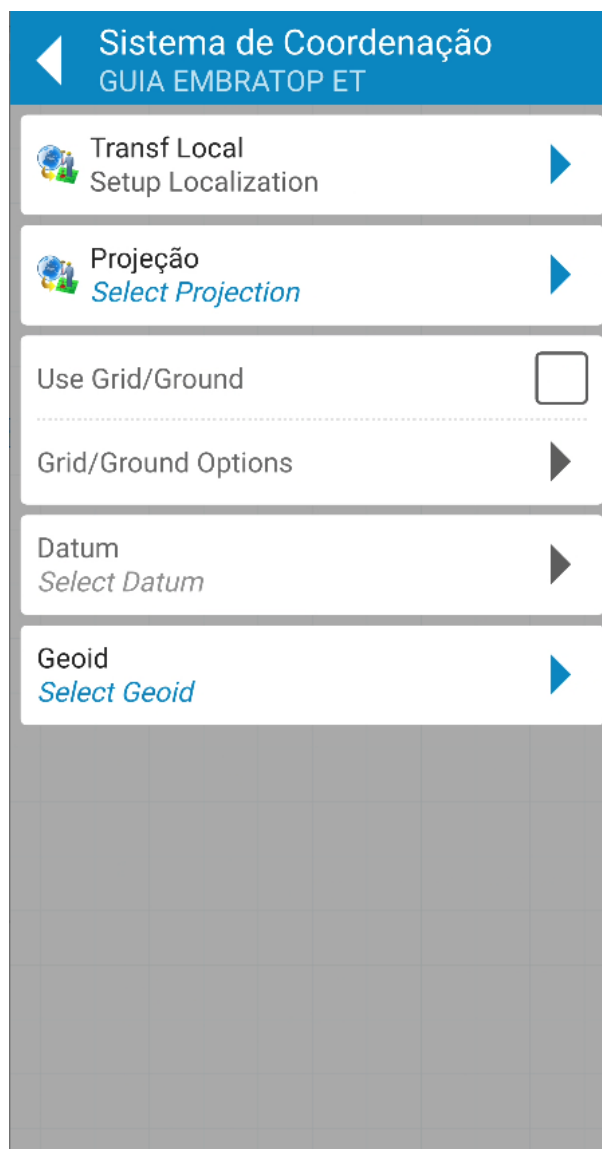 Sistema de Coordenação
GUIA EMBRATOP ET
Transf Local
Setup Localization
Projeção
Select Projection
Use Grid/Ground
Grid/Ground Options
Datum
Select Datum
Geoid
Select Geoid